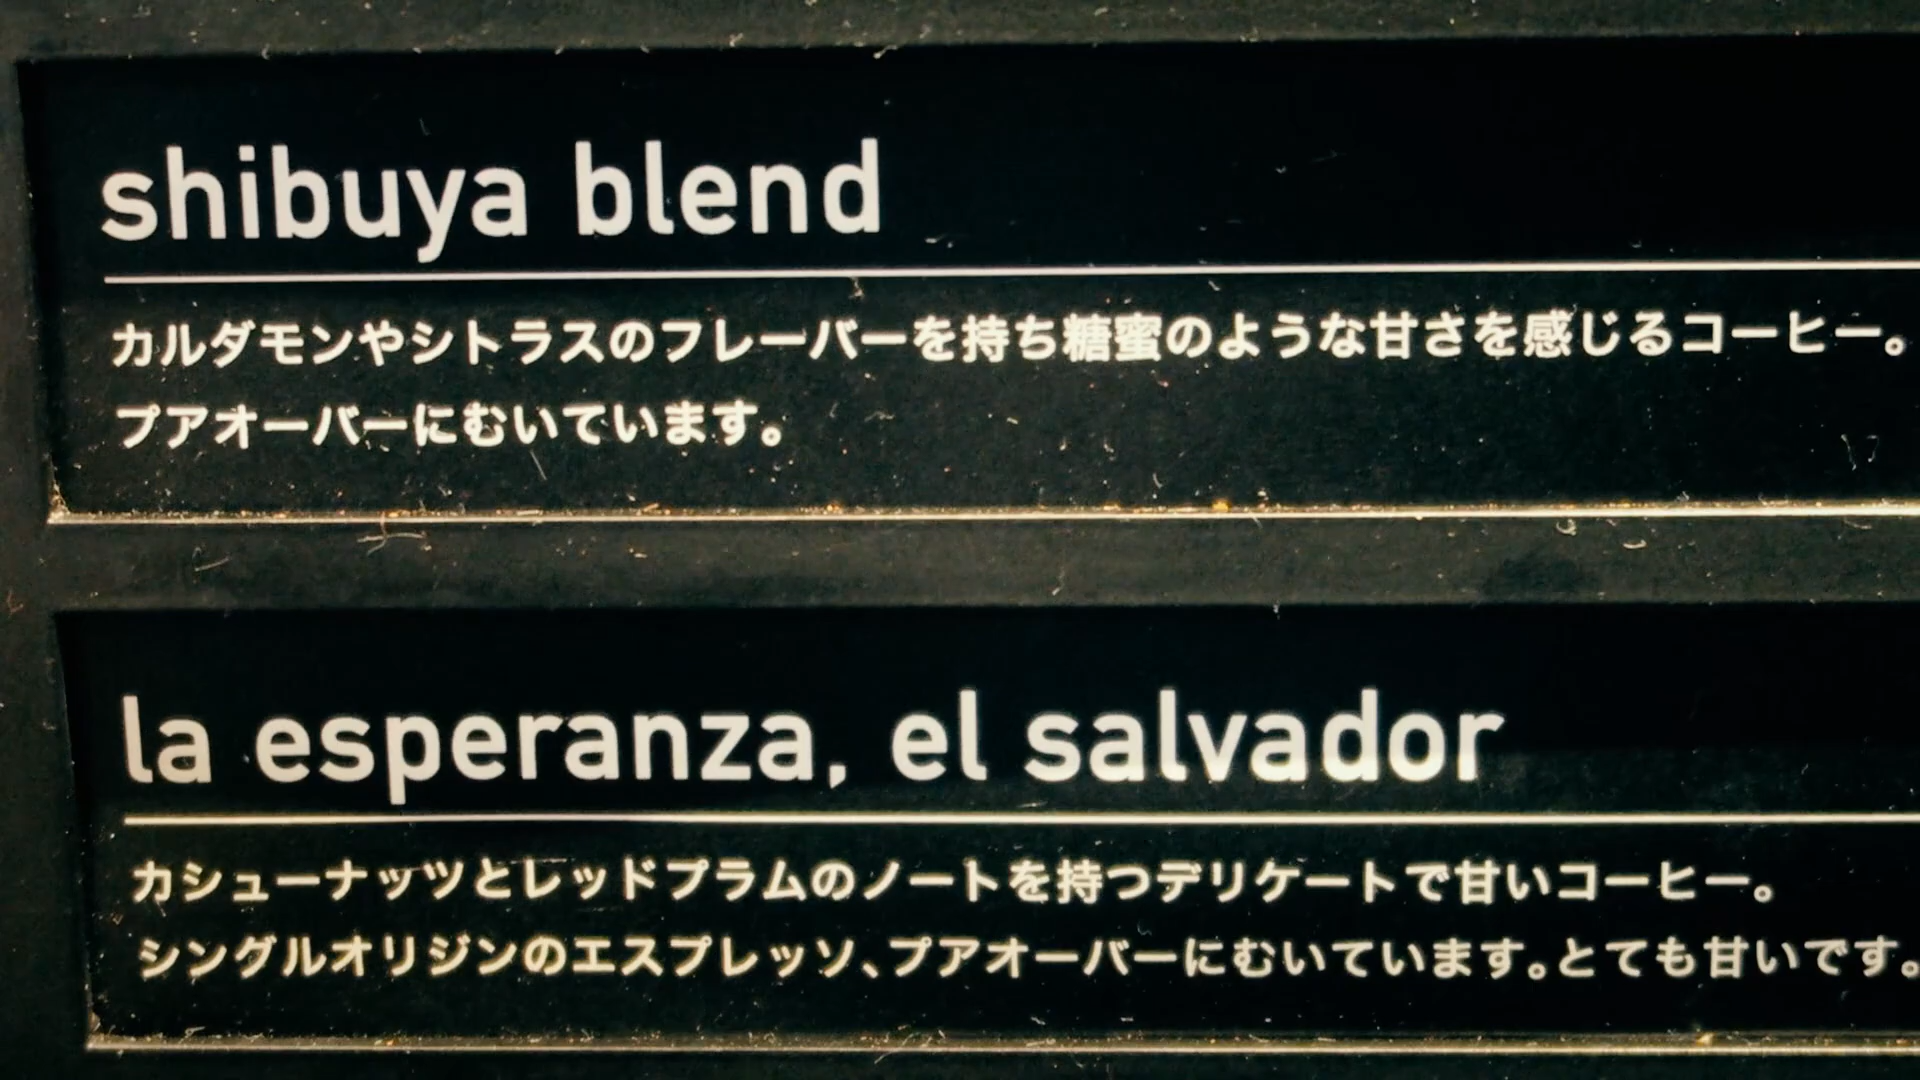 shibuya blend
カルダモンやシトラスのフレーバーを持ち糖蜜のような甘さを感じるコーヒー。
プアオーバーにむいています。
la esperanza, el salvador
カシューナッツとレッドプラムのノートを持つデリケートで甘いコーヒー。
シングルオリジンのエスプレッソ、プアオーバーにむいています。とても甘いです。